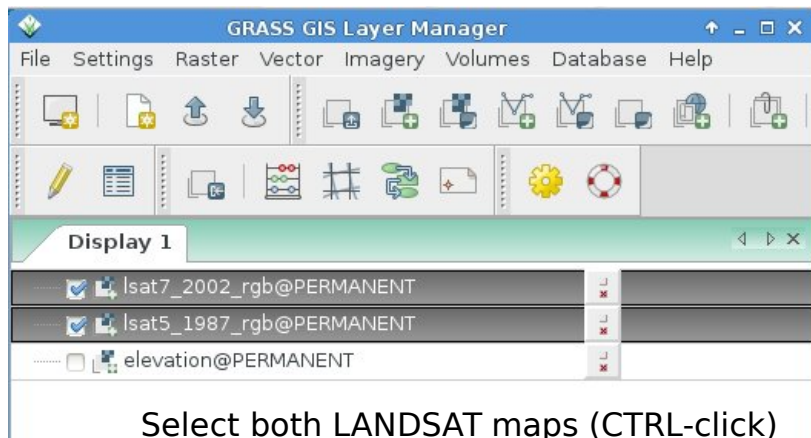 GRASS GIS Layer Manager
File Settings Raster Vector Imagery Volumes Database Help
Display 1
lsat7_2002_rgb@PERMANENT
lsat5_1987_rgb@PERMANENT
elevation@PERMANENT
Select both LANDSAT maps (CTRL-click)